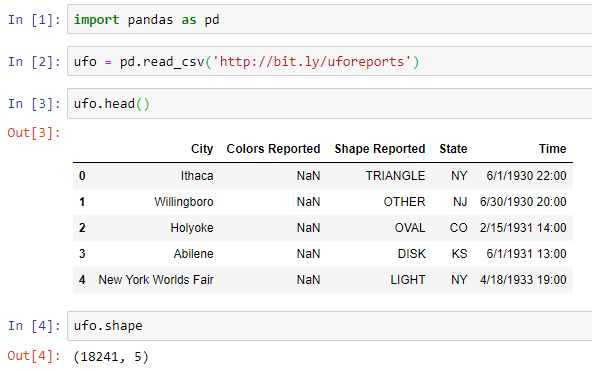 In [1]: import pandas as pd
In [2]: ufo = pd.read_csv('http://bit.ly/uforeports')
In [3]: ufo.head()
Out[3]:
City Colors Reported Shape Reported State Time
0 Ithaca NaN TRIANGLE NY 6/1/1930 22:00
1 Willingboro NaN OTHER NJ 6/30/1930 20:00
2 Holyoke NaN OVAL CO 2/15/1931 14:00
3 Abilene NaN DISK KS 6/1/1931 13:00
4 New York Worlds Fair NaN LIGHT NY 4/18/1933 19:00
In [4]: ufo.shape
Out[4]: (18241, 5)